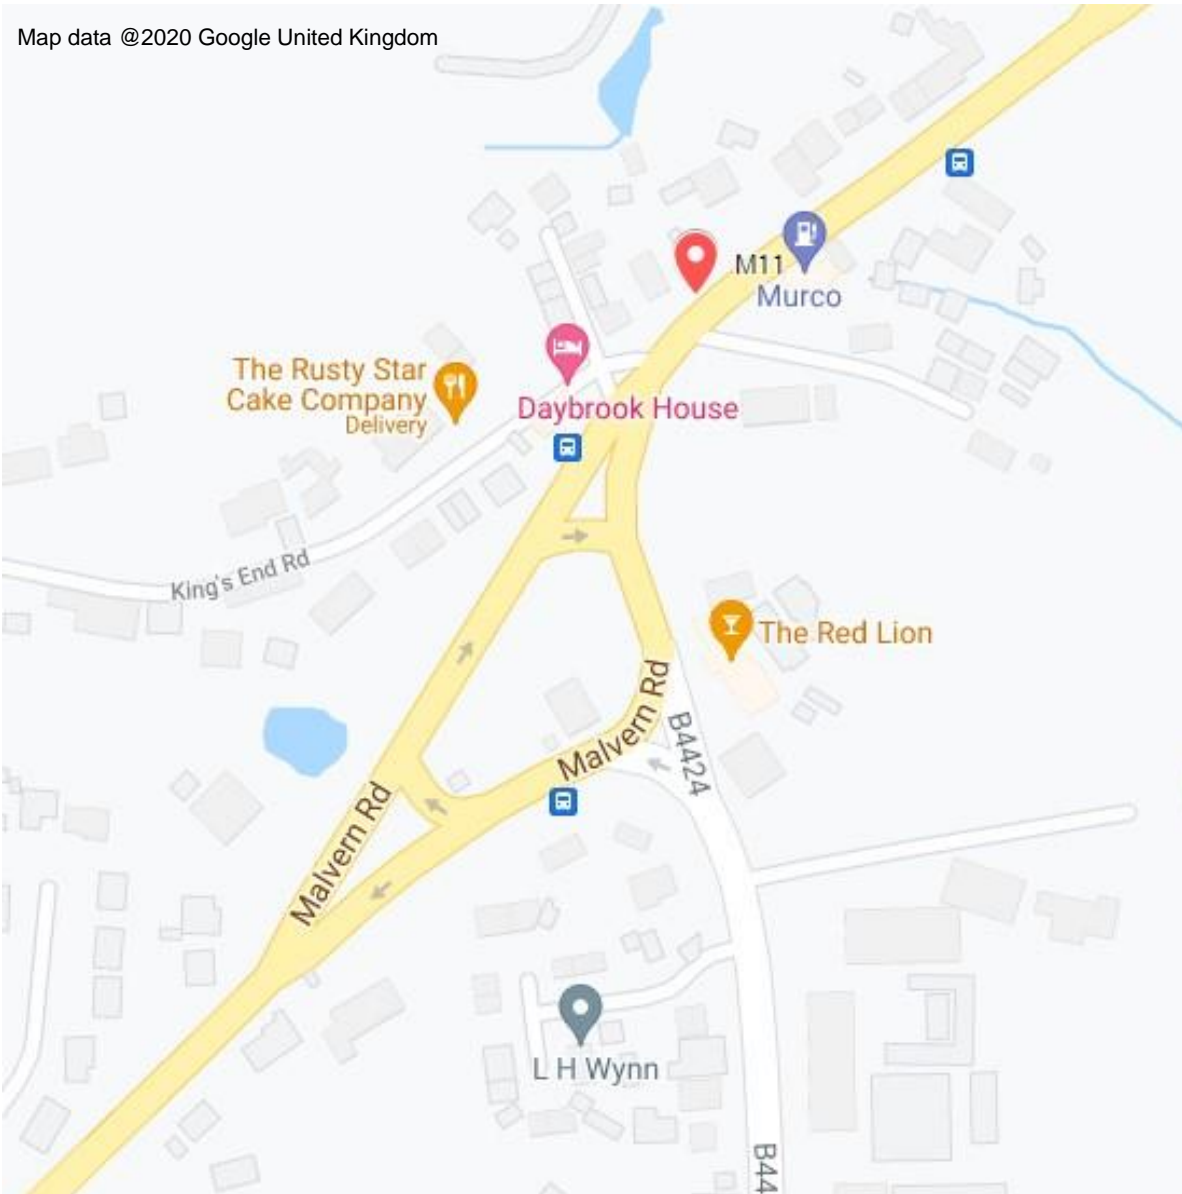 Map data @2020 Google United Kingdom
M11
Murco
The Rusty Star
Cake Company
Delivery
Daybrook House
King's End Rd
The Red Lion
Malvern Rd
B4424
Malvern Rd
L H Wynn
B44